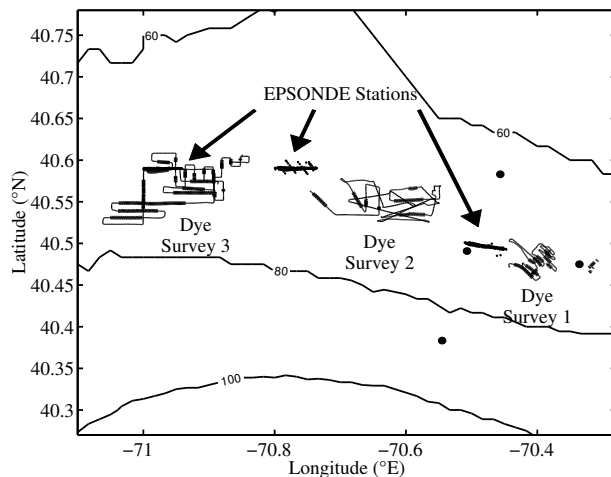 40.78
40.75
40.7
40.65
40.6
40.55
40.5
40.45
40.4
40.35
40.3
Latitude (°N)
60
EPSONDE Stations
60
Dye
Survey 3
Dye
Survey 2
Dye
Survey 1
80
100
−71
−70.8
−70.6
−70.4
Longitude (°E)